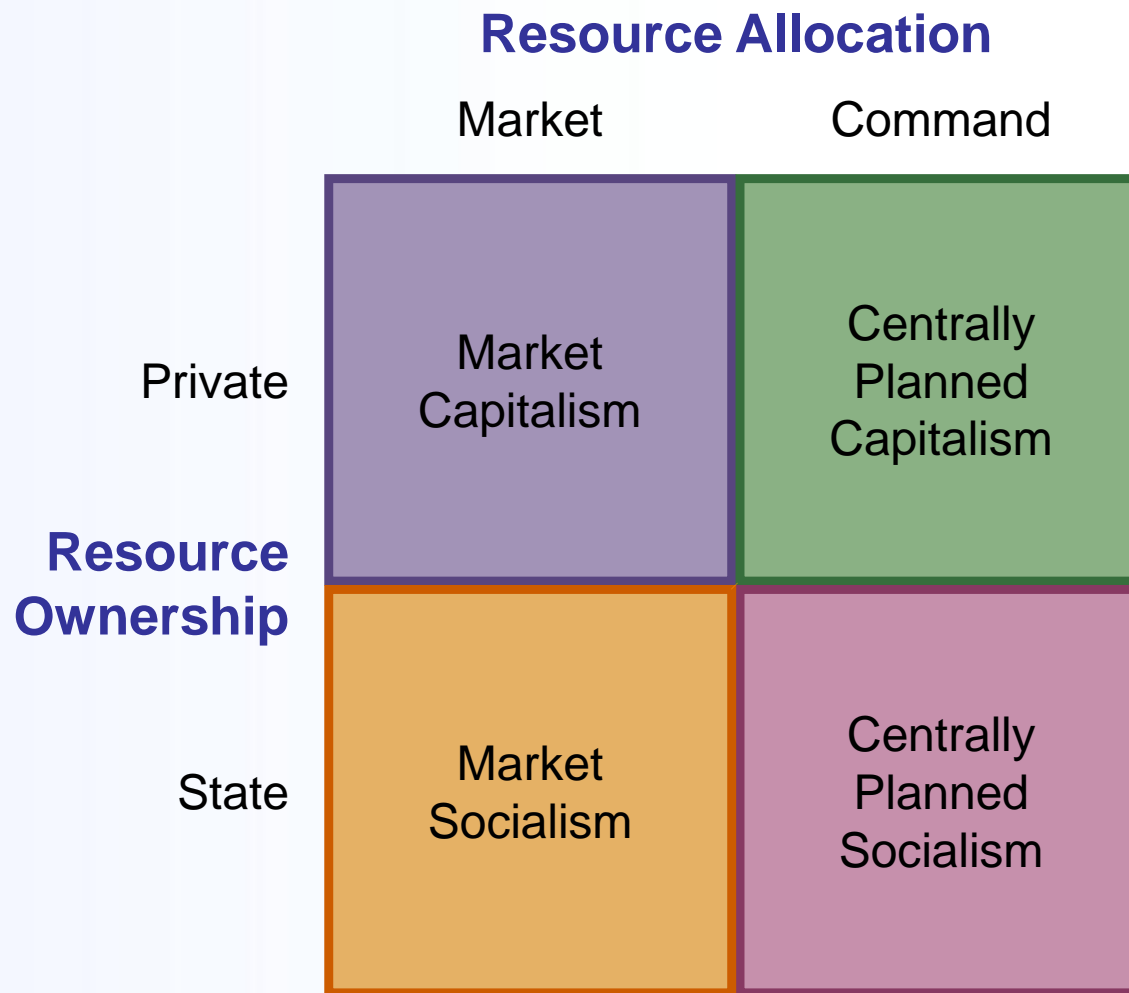 Resource Allocation
Market Command
Private
Market
Capitalism
Centrally
Planned
Capitalism
Resource
Ownership
State
Market
Socialism
Centrally
Planned
Socialism